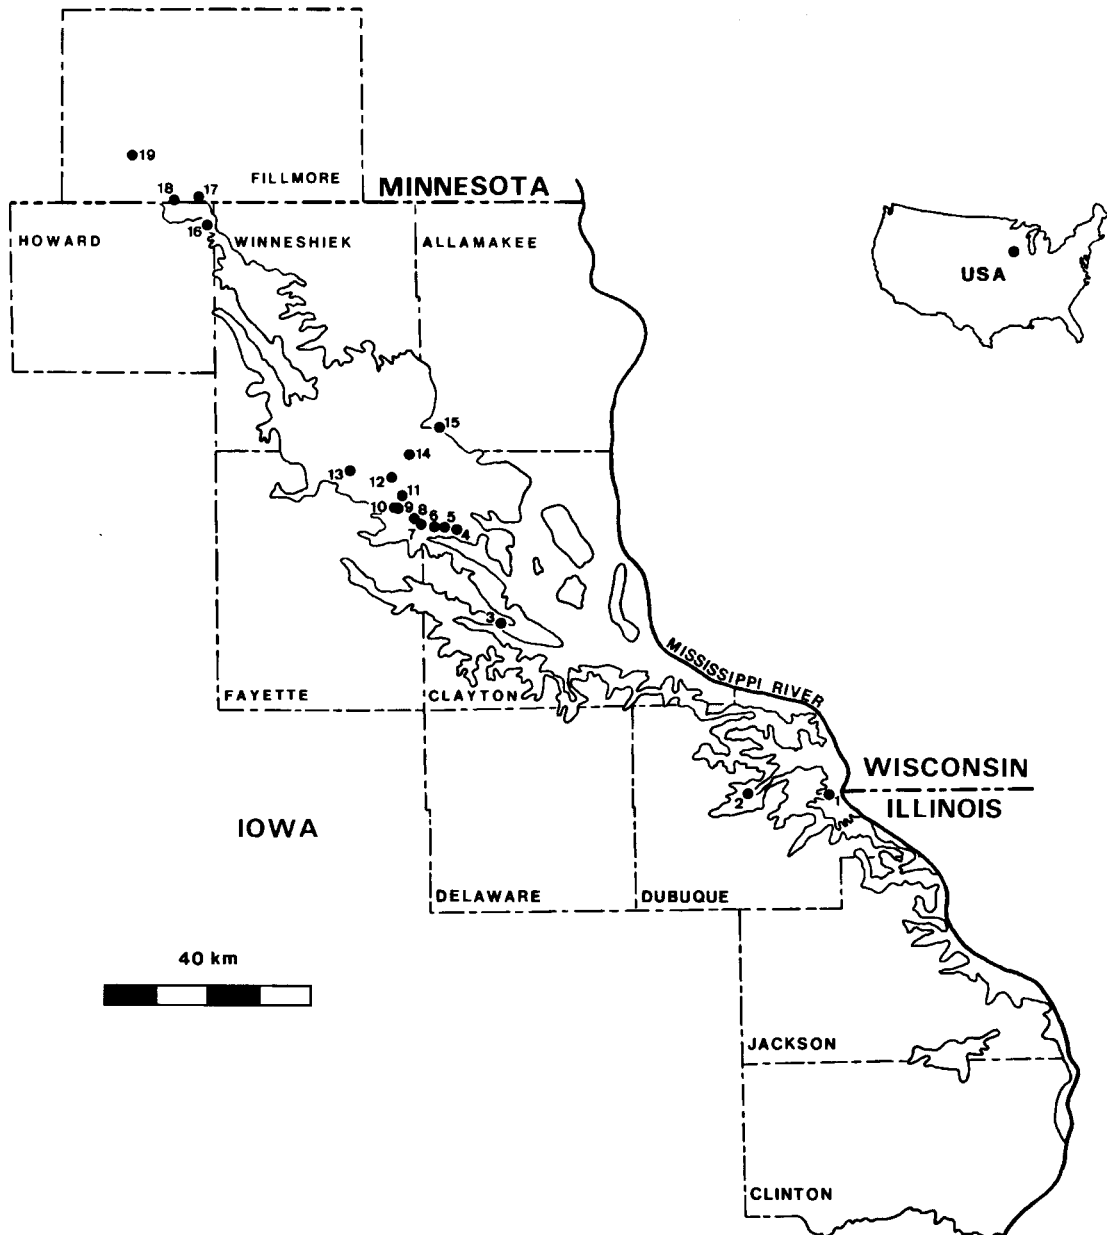 19
FILLMORE
MINNESOTA
18
17
HOWARD
16
WINNESHIEK
ALLAMAKEE
USA
15
14
13
12
11
10
9
8
7
6
5
4
3
MISSISSIPPI RIVER
FAYETTE
CLAYTON
WISCONSIN
ILLINOIS
2
1
IOWA
DELAWARE
DUBUQUE
40 km
JACKSON
CLINTON